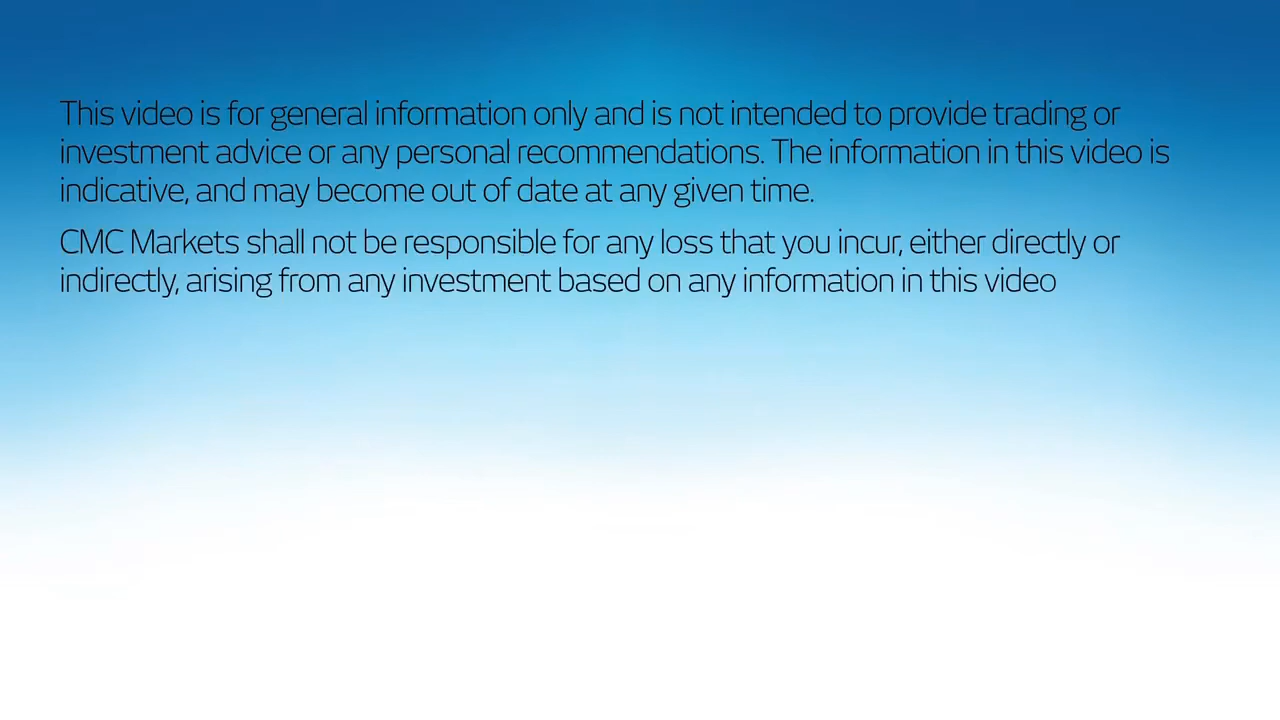 This video is for general information only and is not intended to provide trading or
investment advice or any personal recommendations. The information in this video is
indicative, and may become out of date at any given time.
CMC Markets shall not be responsible for any loss that you incur, either directly or
indirectly, arising from any investment based on any information in this video